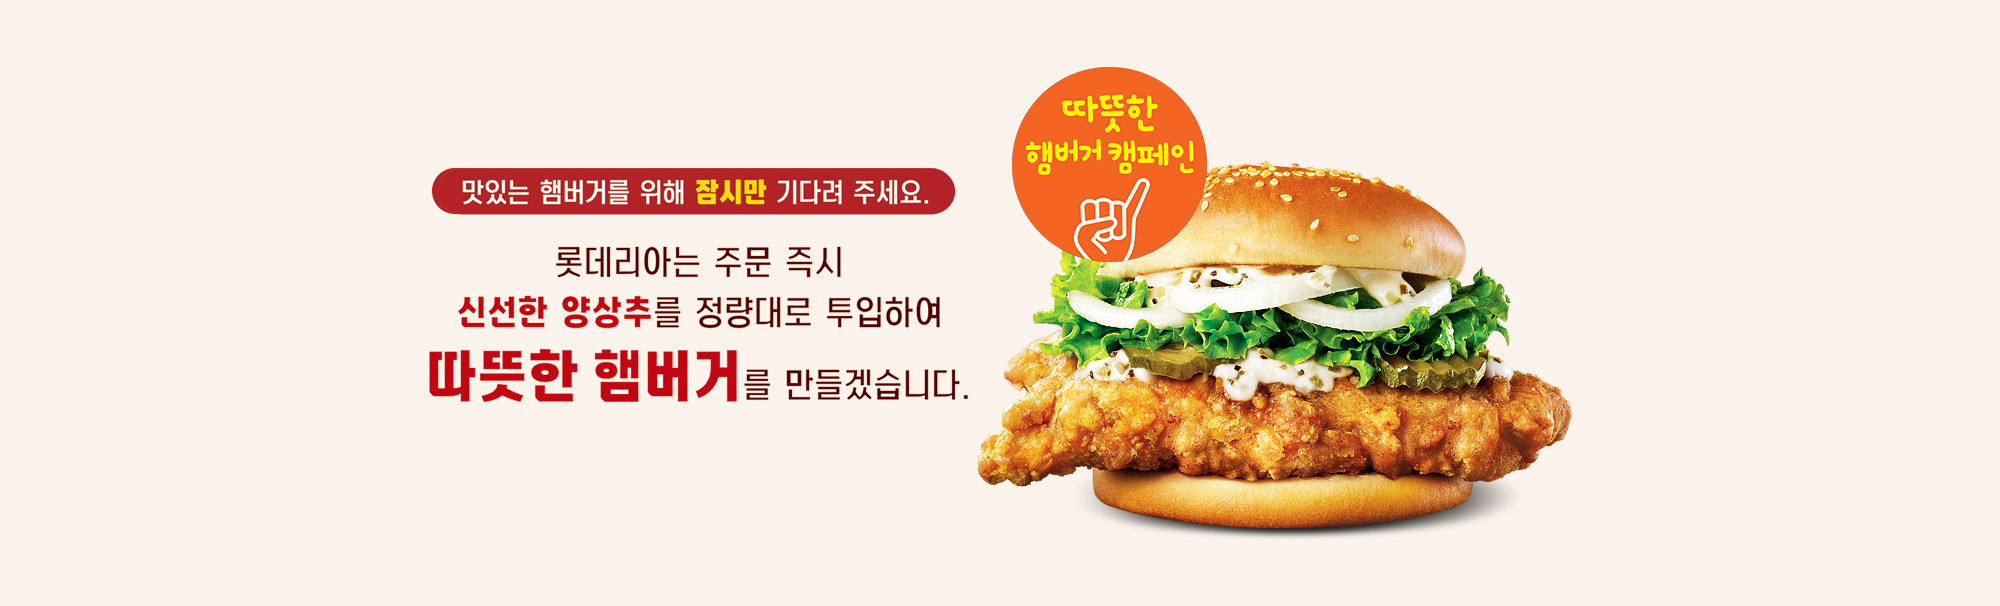 맛있는 햄버거를 위해 잠시만 기다려 주세요.
롯데리아는 주문 즉시
신선한 양상추를 정량대로 투입하여
따뜻한 햄버거를 만들겠습니다.
따뜻한
햄버거 캠페인